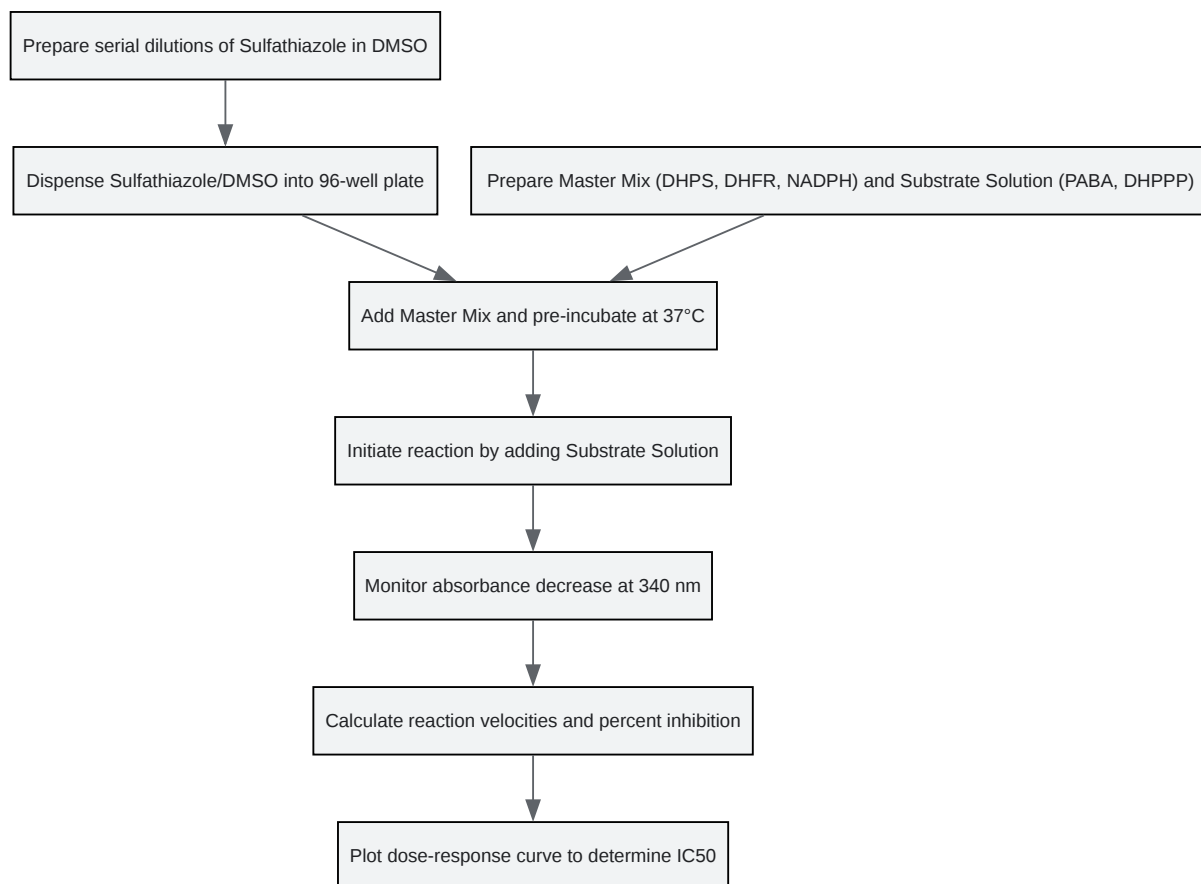 Prepare serial dilutions of Sulfathiazole in DMSO
Dispense Sulfathiazole/DMSO into 96-well plate
Prepare Master Mix (DHPS, DHFR, NADPH) and Substrate Solution (PABA, DHPPP)
Add Master Mix and pre-incubate at 37°C
Initiate reaction by adding Substrate Solution
Monitor absorbance decrease at 340 nm
Calculate reaction velocities and percent inhibition
Plot dose-response curve to determine IC50